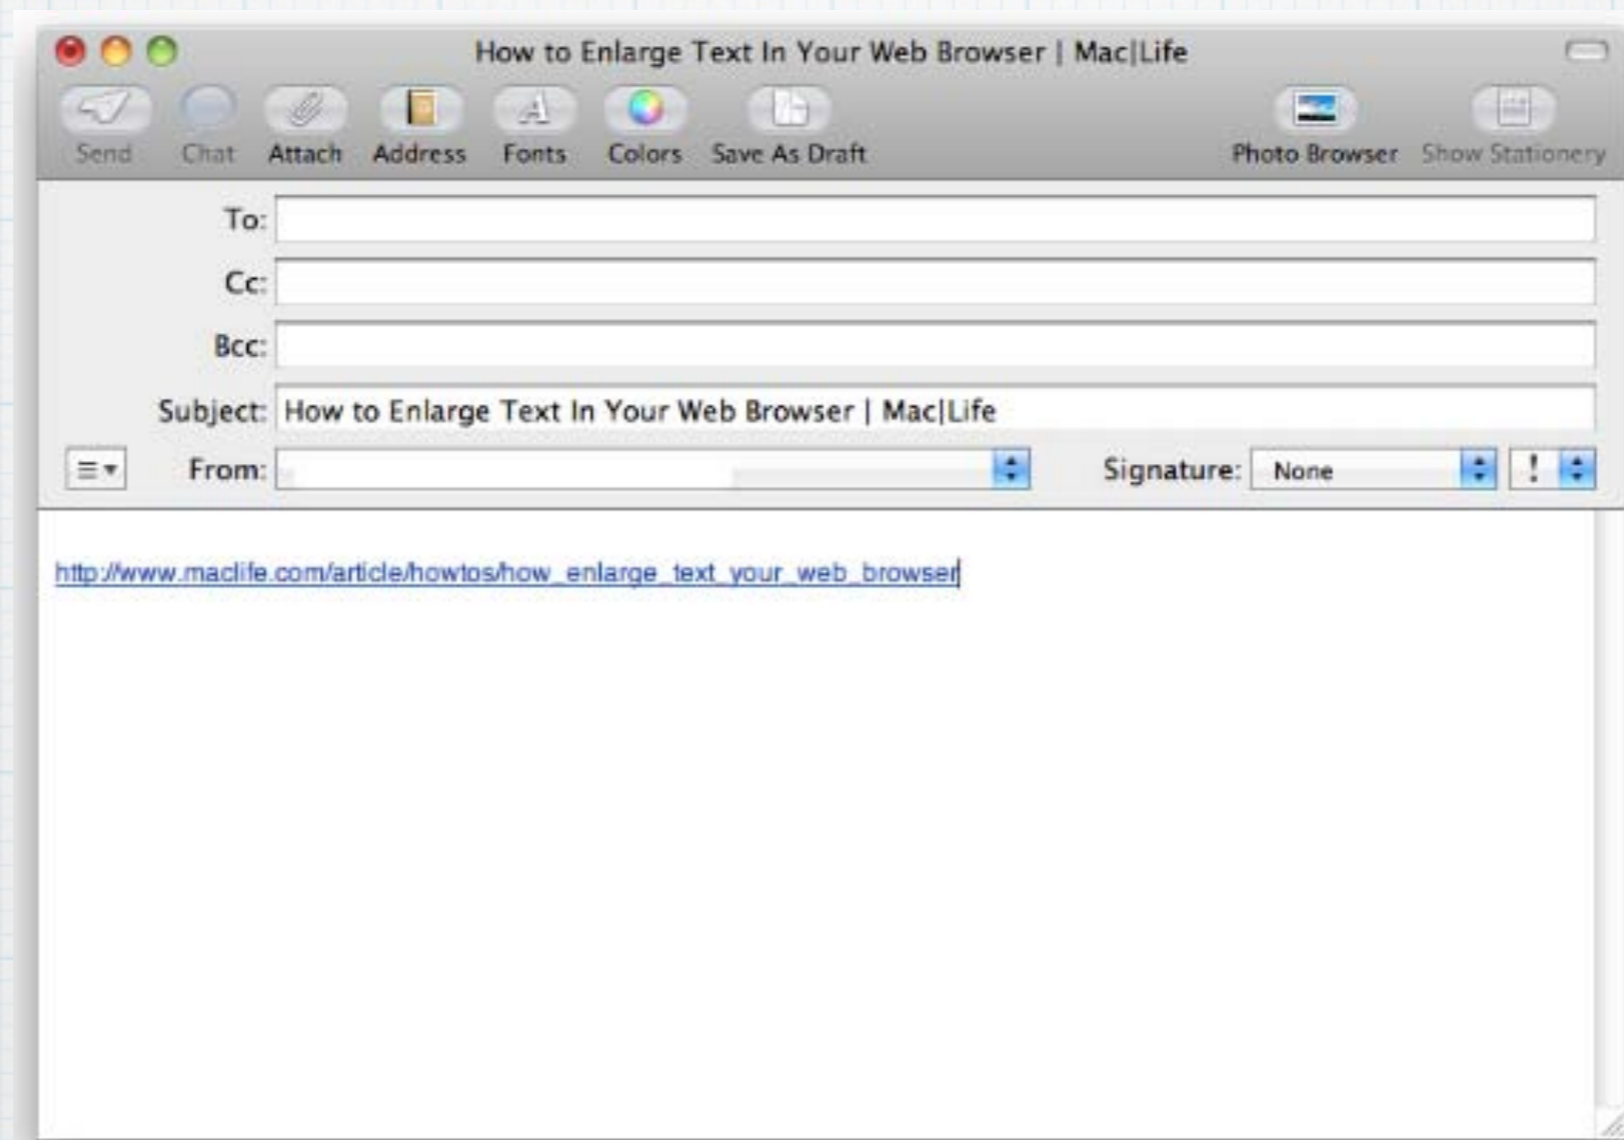 How to Enlarge Text In Your Web Browser | Mac|Life
Send Chat Attach Address Fonts Colors Save As Draft Photo Browser Show Stationery
To:
Cc:
Bcc:
Subject: How to Enlarge Text In Your Web Browser | Mac|Life
From: Signature: None !
http://www.maclife.com/article/howtos/how_enlarge_text_your_web_browser